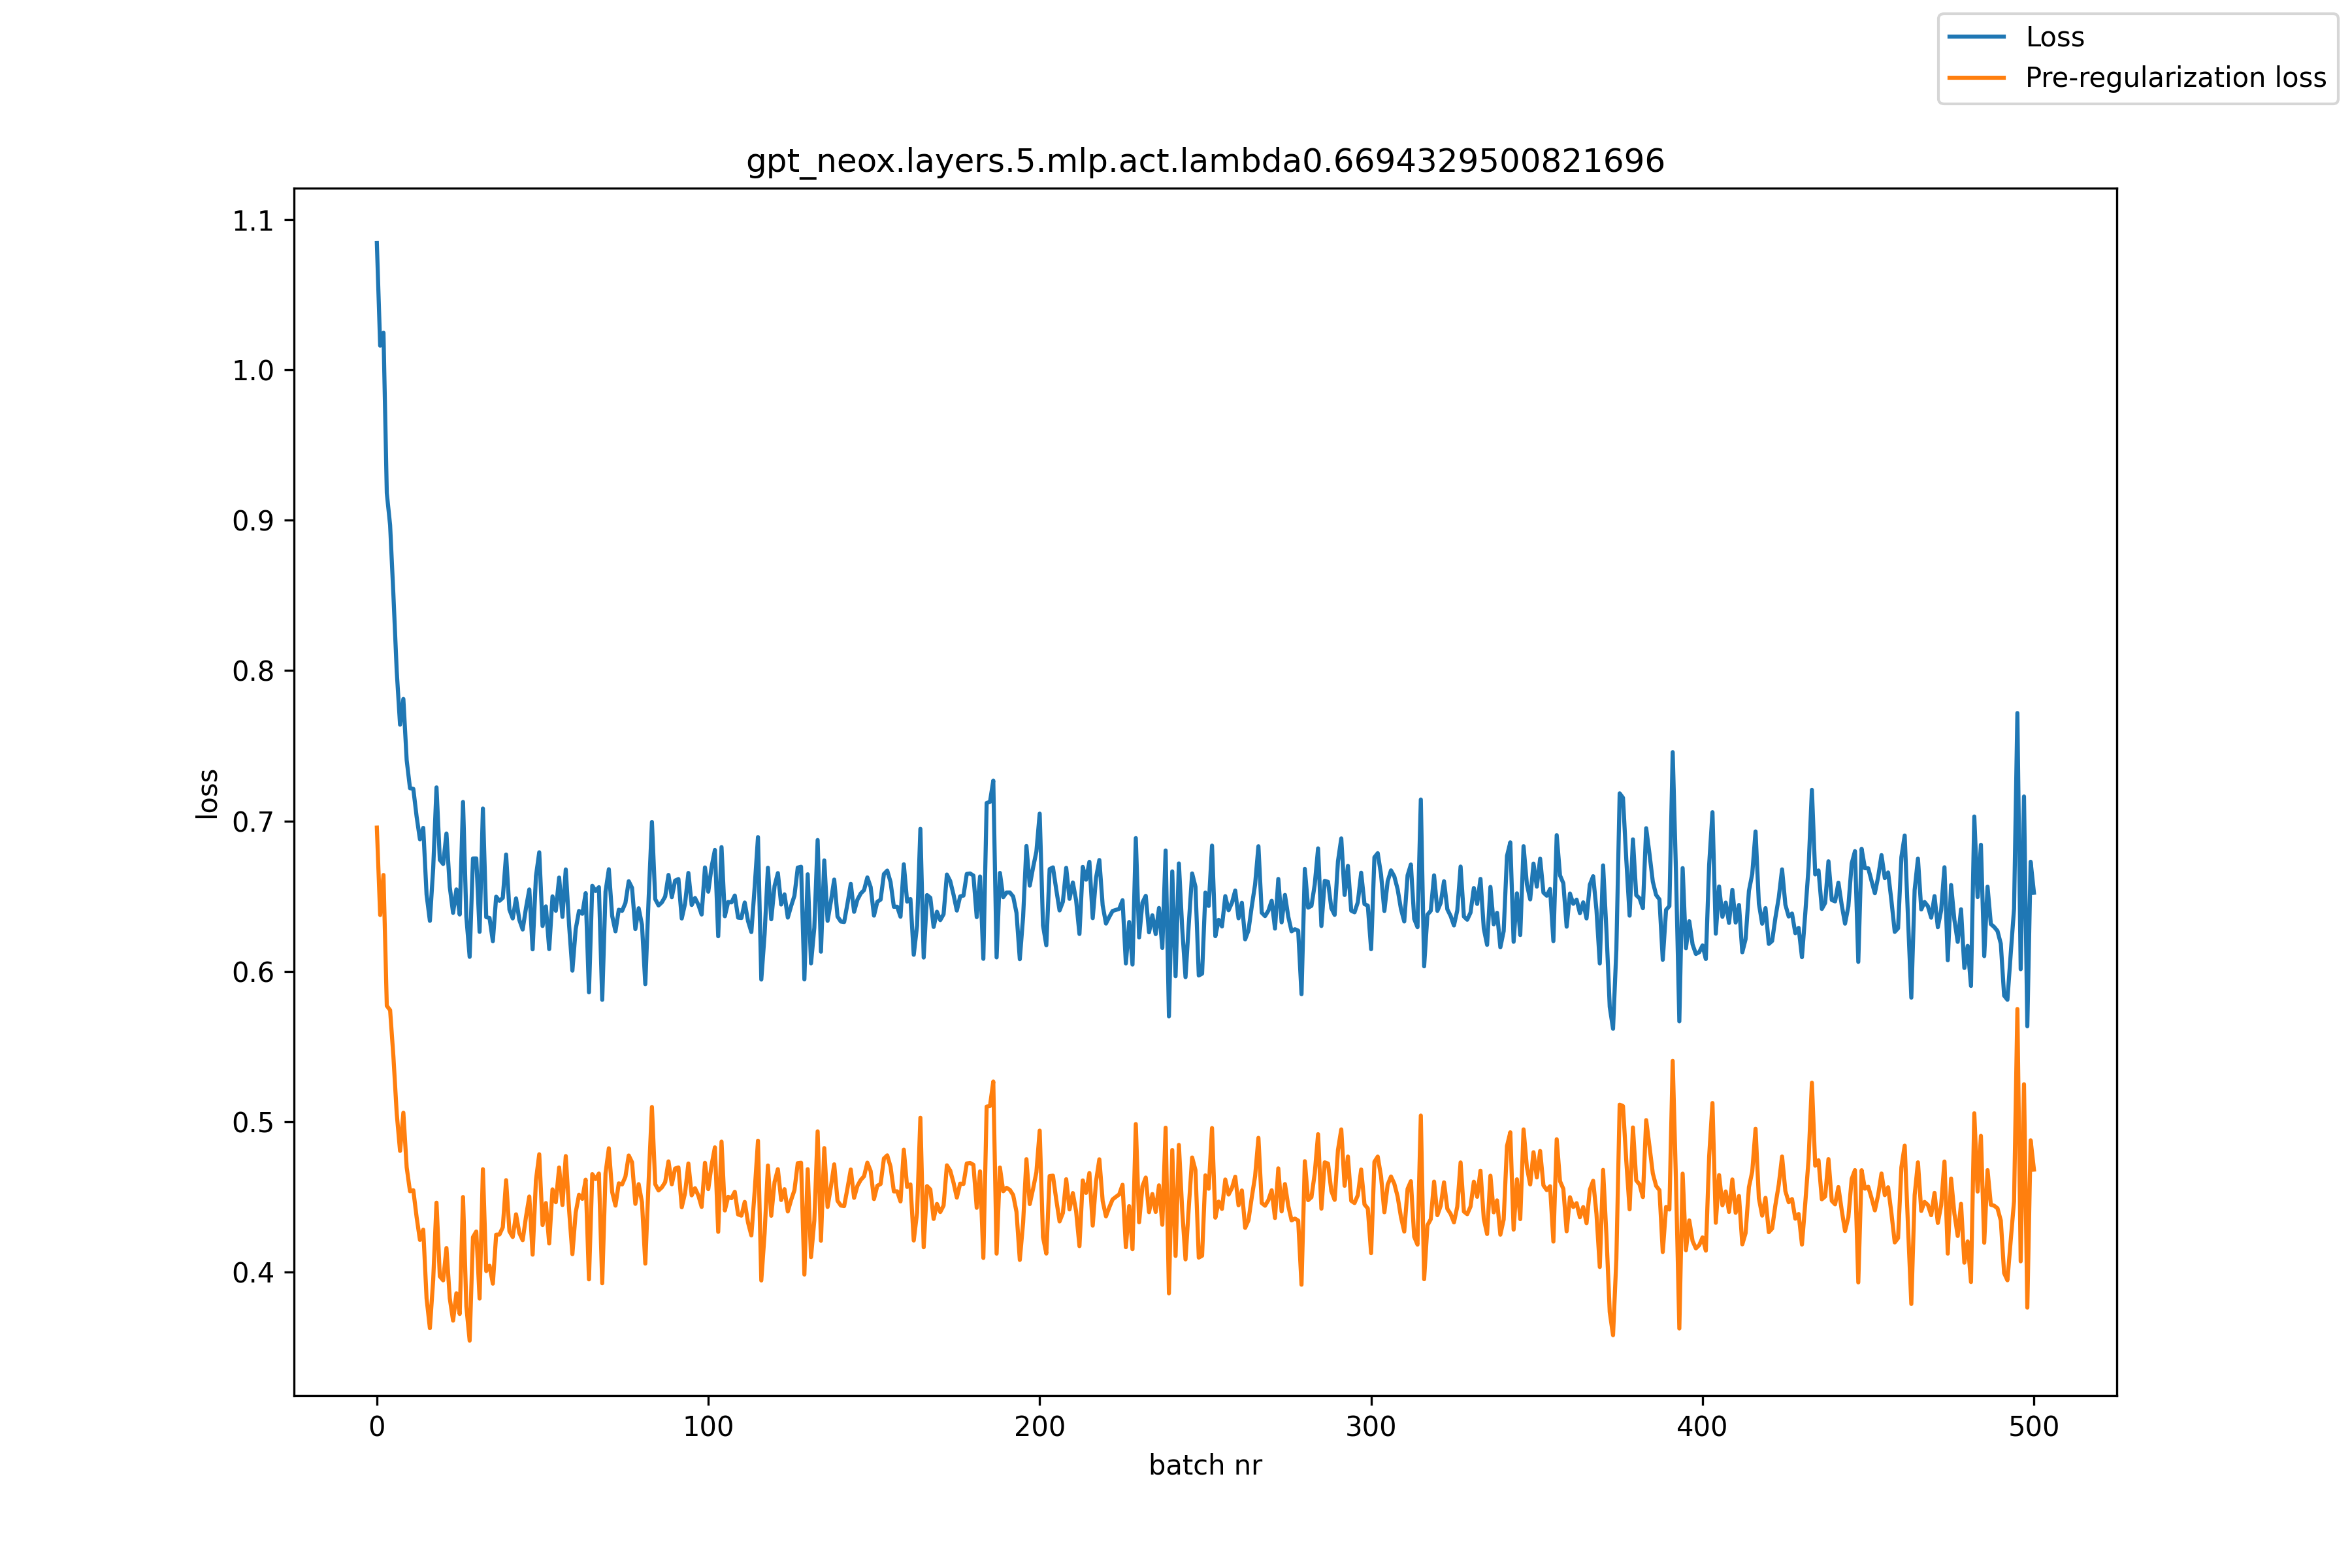 Loss
Pre-regularization loss
gpt_neox.layers.5.mlp.act.lambda0.6694329500821696
1.1
1.0
0.9
0.8
0.7
0.6
0.5
0.4
loss
0 100 200 300 400 500
batch nr